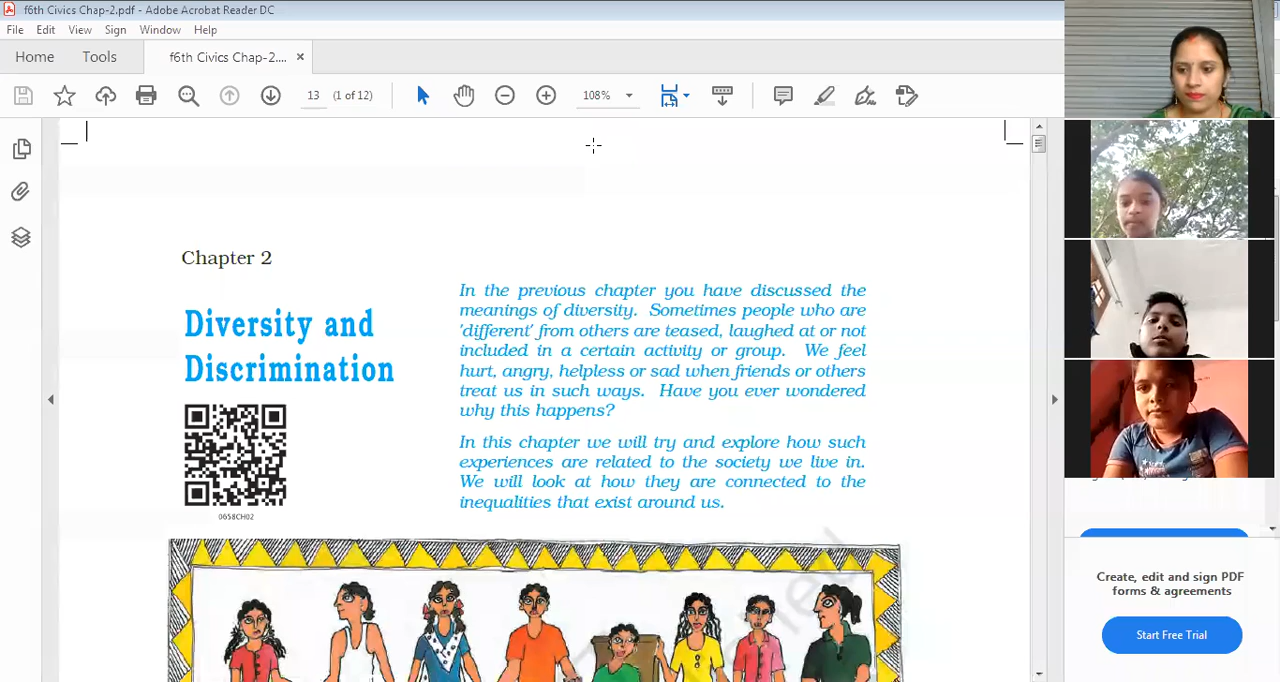 f6th Civics Chap-2.pdf - Adobe Acrobat Reader DC
File Edit View Sign Window Help
Home Tools f6th Civics Chap-2.... ×
13 (1 of 12) 108%
Chapter 2
Diversity and
Discrimination
0658CH02
In the previous chapter you have discussed the
meanings of diversity. Sometimes people who are
'different' from others are teased, laughed at or not
included in a certain activity or group. We feel
hurt, angry, helpless or sad when friends or others
treat us in such ways. Have you ever wondered
why this happens?
In this chapter we will try and explore how such
experiences are related to the society we live in.
We will look at how they are connected to the
inequalities that exist around us.
Create, edit and sign PDF
forms & agreements
Start Free Trial